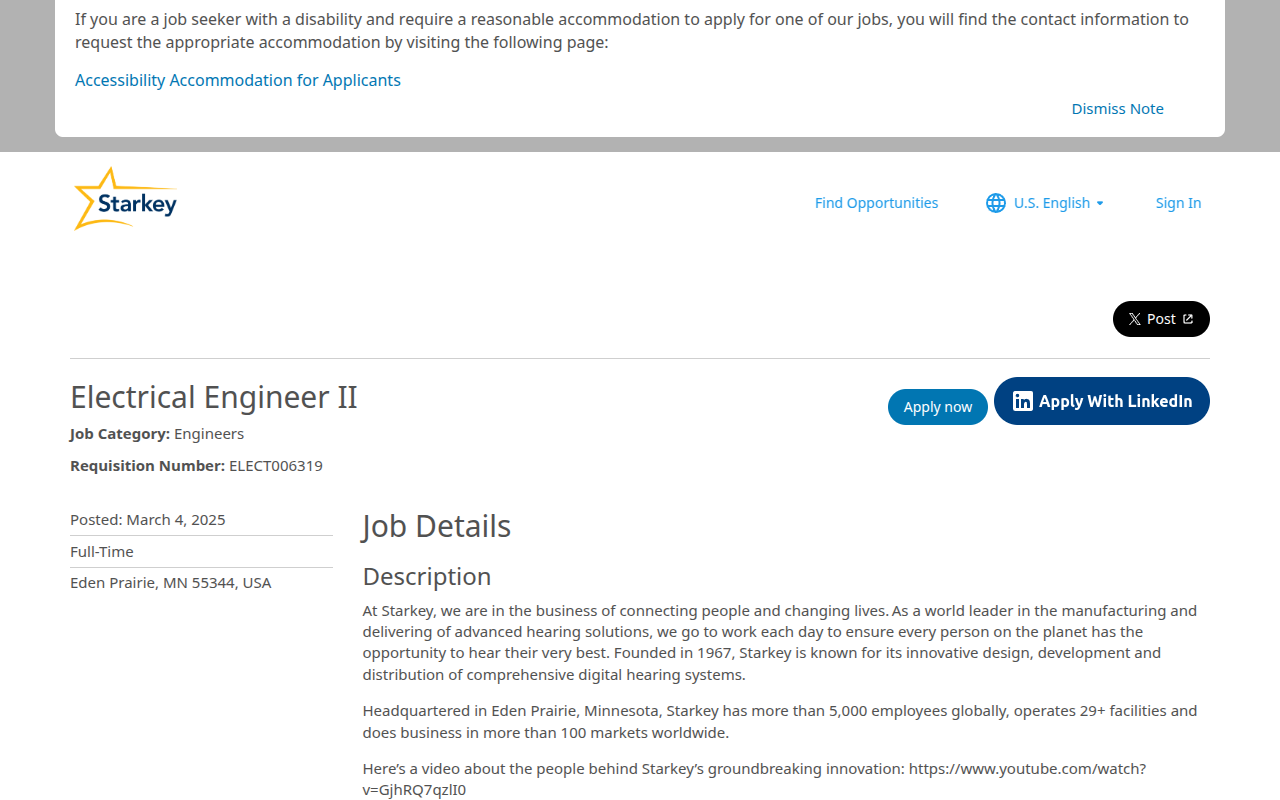 If you are a job seeker with a disability and require a reasonable accommodation to apply for one of our jobs, you will find the contact information to
request the appropriate accommodation by visiting the following page:
Accessibility Accommodation for Applicants
Dismiss Note
Starkey
Find Opportunities
U.S. English
Sign In
Post
Electrical Engineer II
Apply now
Apply With LinkedIn
Job Category: Engineers
Requisition Number: ELECT006319
Posted: March 4, 2025
Full-Time
Eden Prairie, MN 55344, USA
Job Details
Description
At Starkey, we are in the business of connecting people and changing lives. As a world leader in the manufacturing and
delivering of advanced hearing solutions, we go to work each day to ensure every person on the planet has the
opportunity to hear their very best. Founded in 1967, Starkey is known for its innovative design, development and
distribution of comprehensive digital hearing systems.
Headquartered in Eden Prairie, Minnesota, Starkey has more than 5,000 employees globally, operates 29+ facilities and
does business in more than 100 markets worldwide.
Here’s a video about the people behind Starkey’s groundbreaking innovation: https://www.youtube.com/watch?
v=GjhRQ7qzlI0